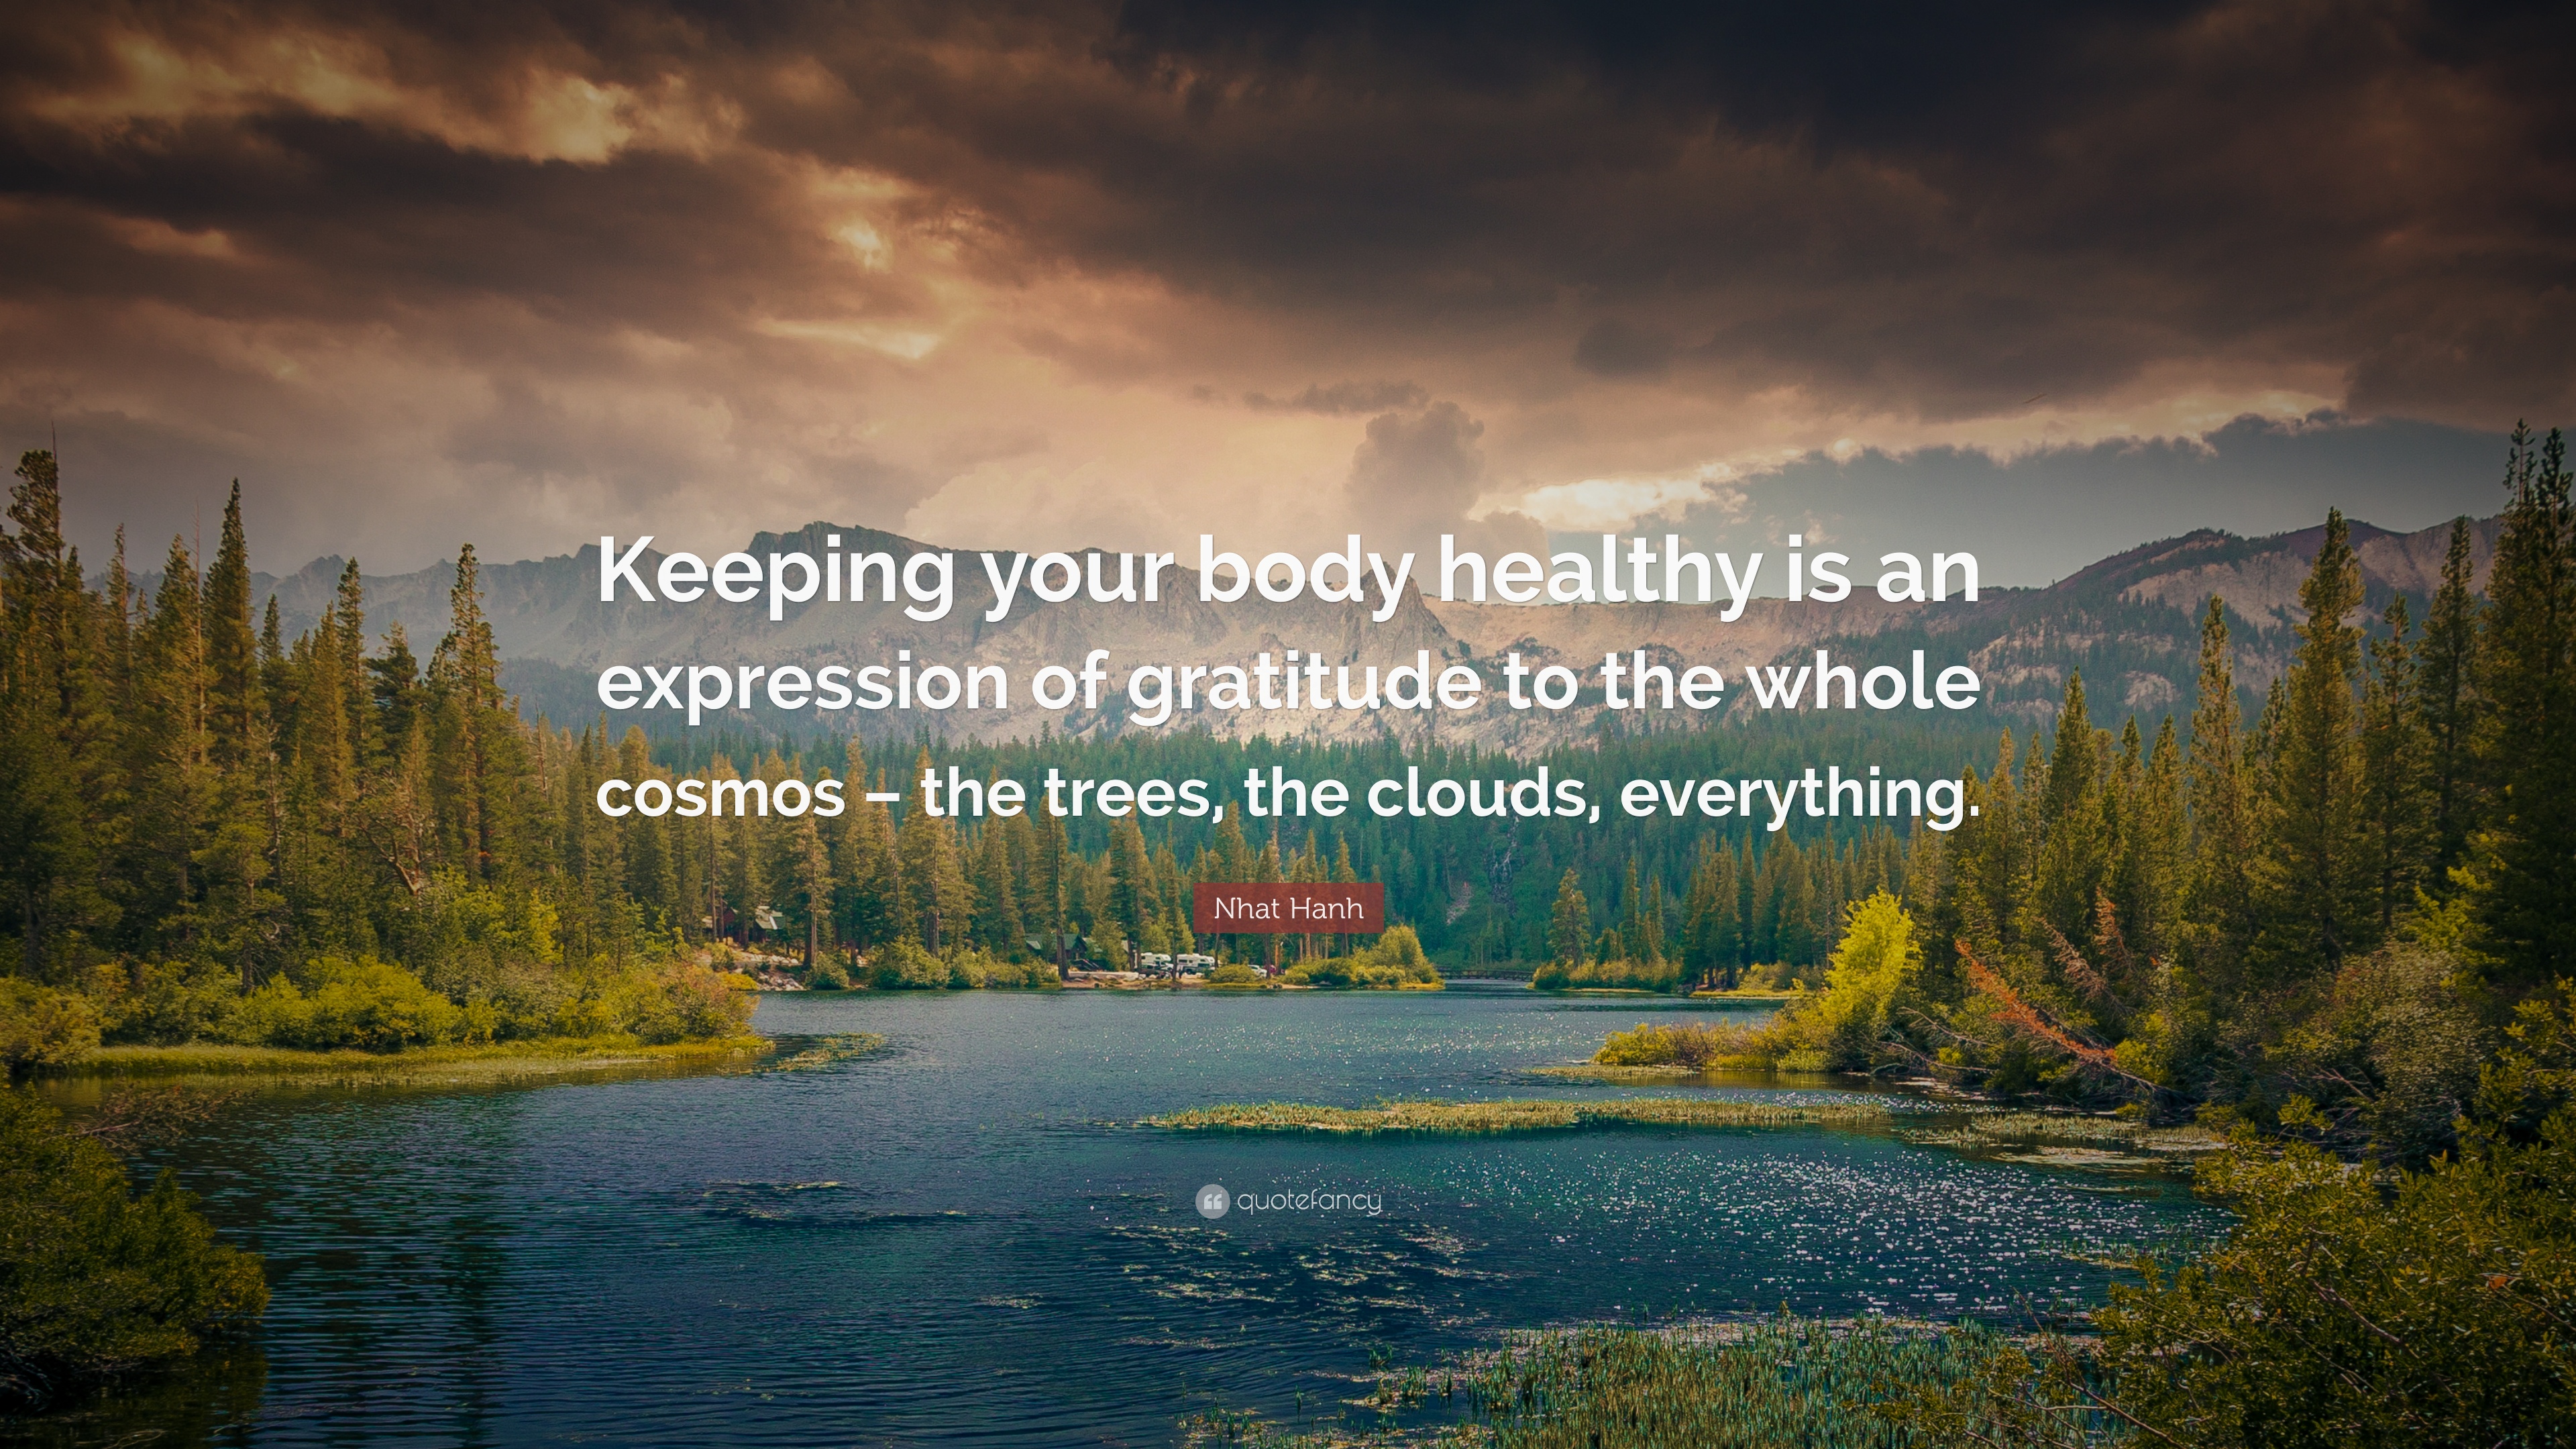 Keeping your body healthy is an
expression of gratitude to the whole
cosmos – the trees, the clouds, everything.
Nhat Hanh
quotefancy